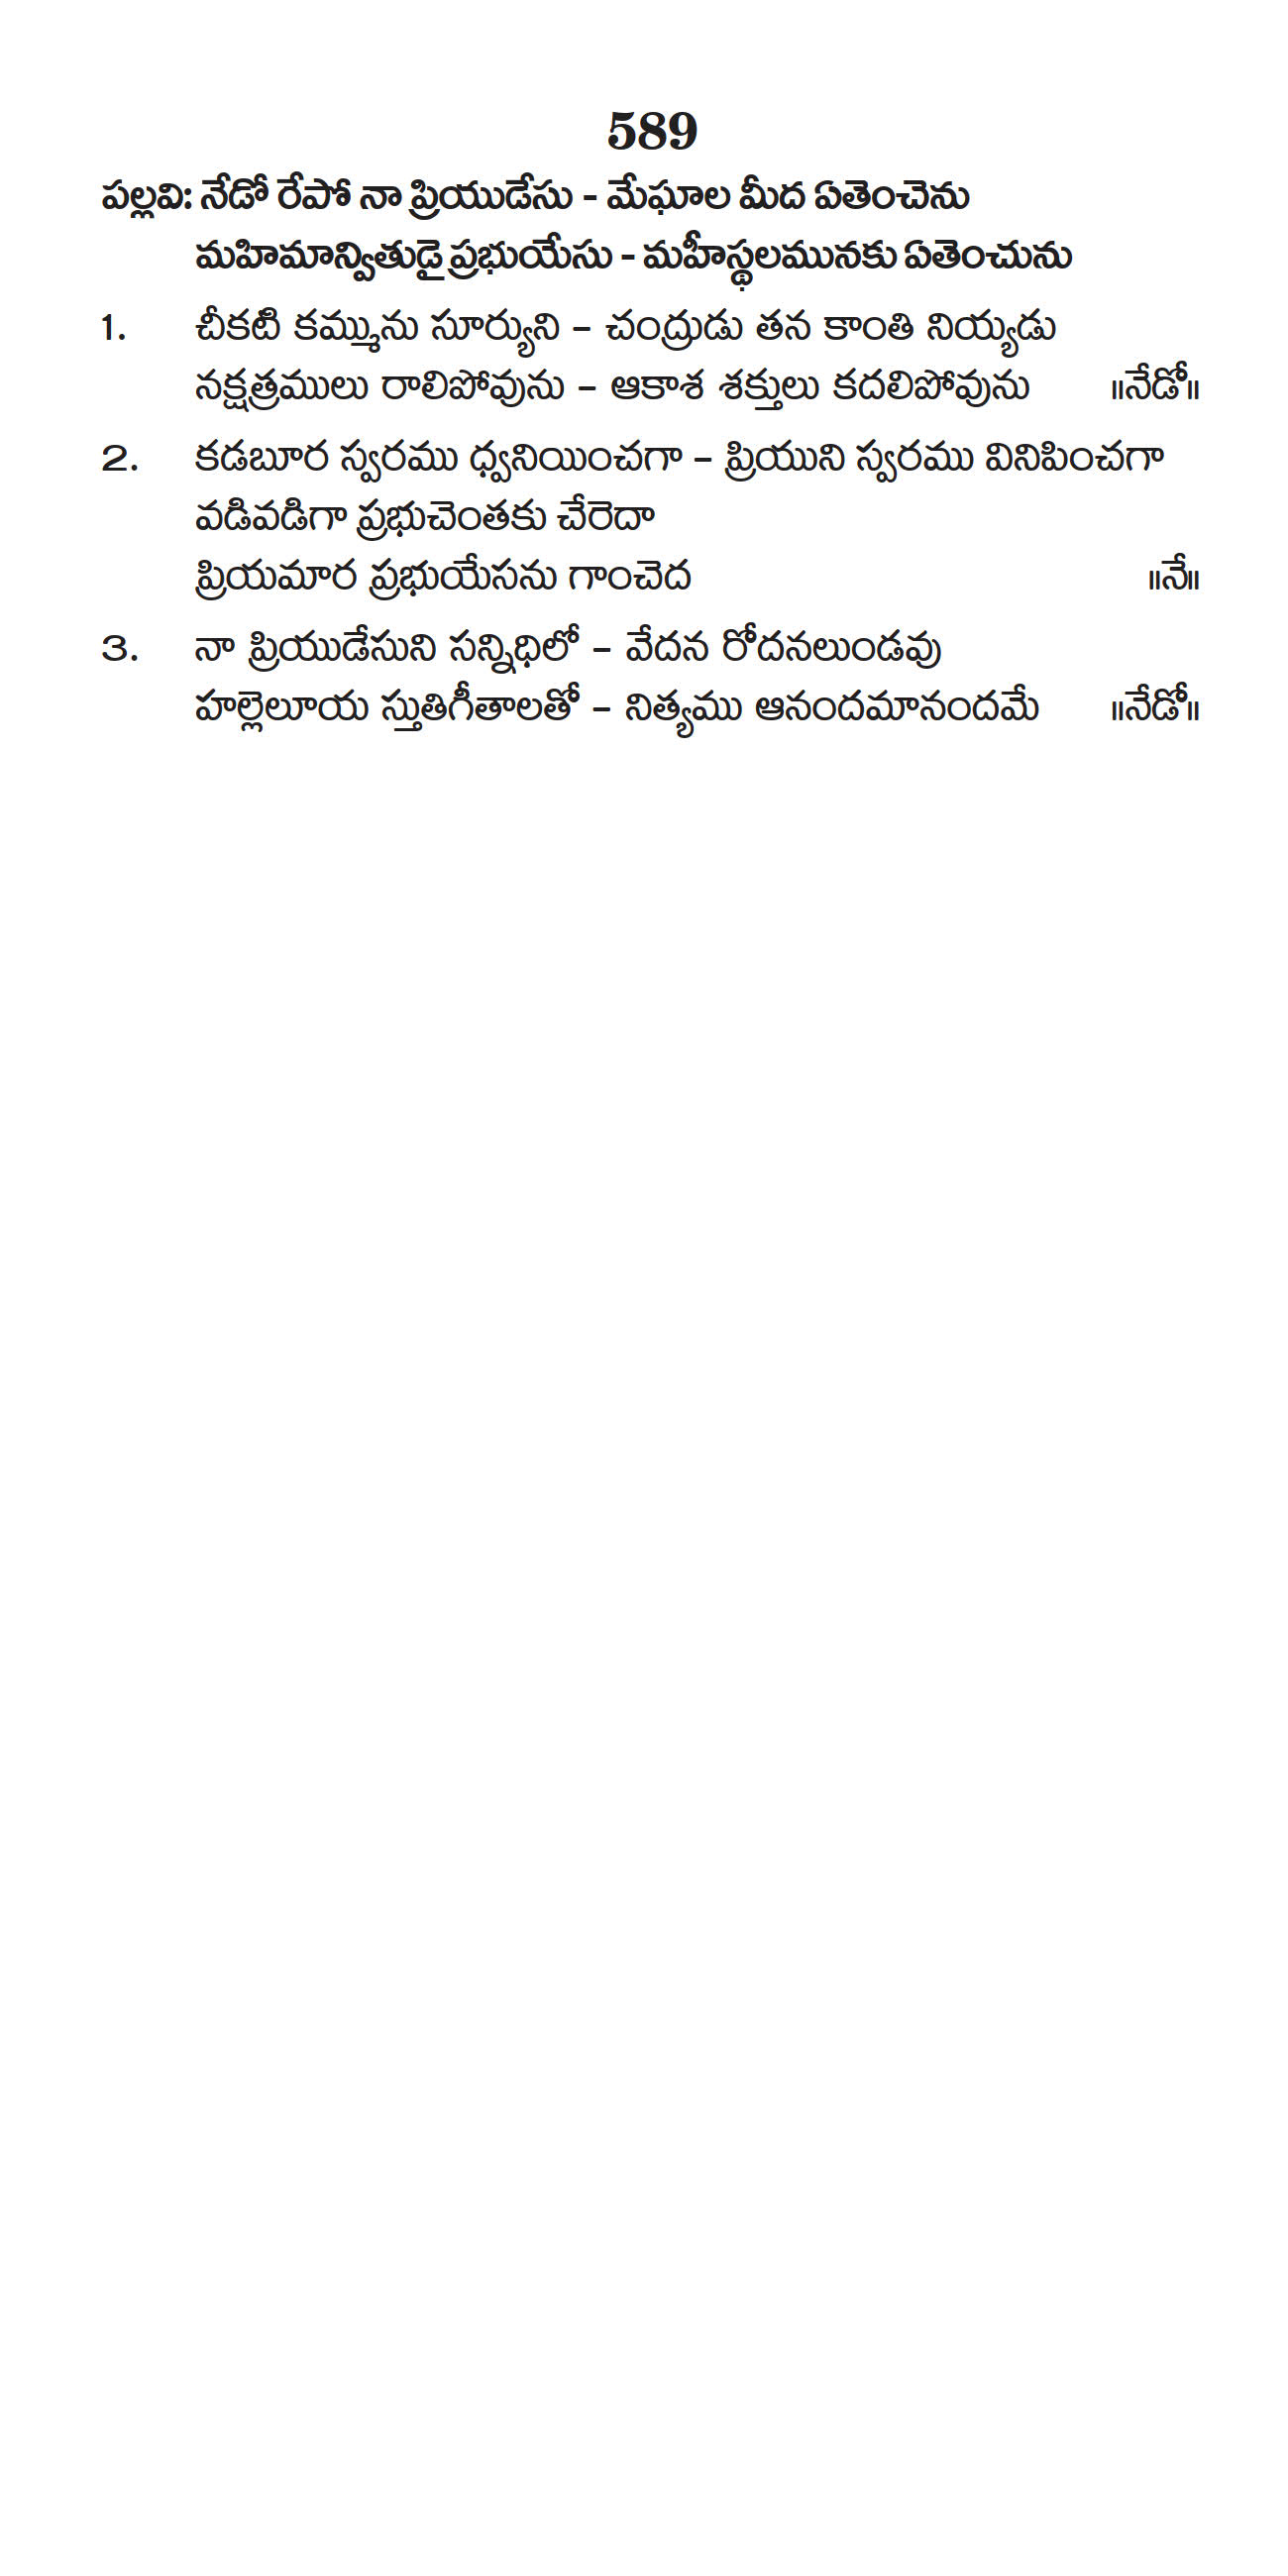 589
పల్లవి: నేడో రేపో నా ప్రియుడేసు - మేఘాల మీద ఏతెంచెను
మహిమాన్వితుడై ప్రభుయేసు - మహీస్థలమునకు ఏతెంచును
1. చీకటి కమ్మును సూర్యుని – చంద్రుడు తన కాంతి నియ్యడు
నక్షత్రములు రాలిపోవును – ఆకాశ శక్తులు కదలిపోవును ॥నేడో॥
2. కడబూర స్వరము ధ్వనియించగా – ప్రియుని స్వరము వినిపించగా
వడివడిగా ప్రభుచెంతకు చేరెదా
ప్రియమార ప్రభుయేసను గాంచెద ॥నే॥
3. నా ప్రియుడేసుని సన్నిధిలో – వేదన రోదనలుండవు
హల్లెలూయ స్తుతిగీతాలతో – నిత్యము ఆనందమానందమే ॥నేడో॥